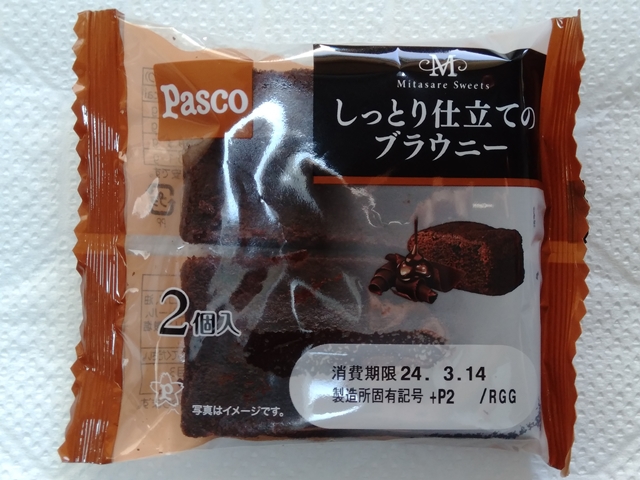 Pasco
M
Mitasare Sweets
しっとり仕立ての
ブラウニー
2個入
消費期限 24. 3.14
製造所固有記号 +P2 /RGG
写真はイメージです。